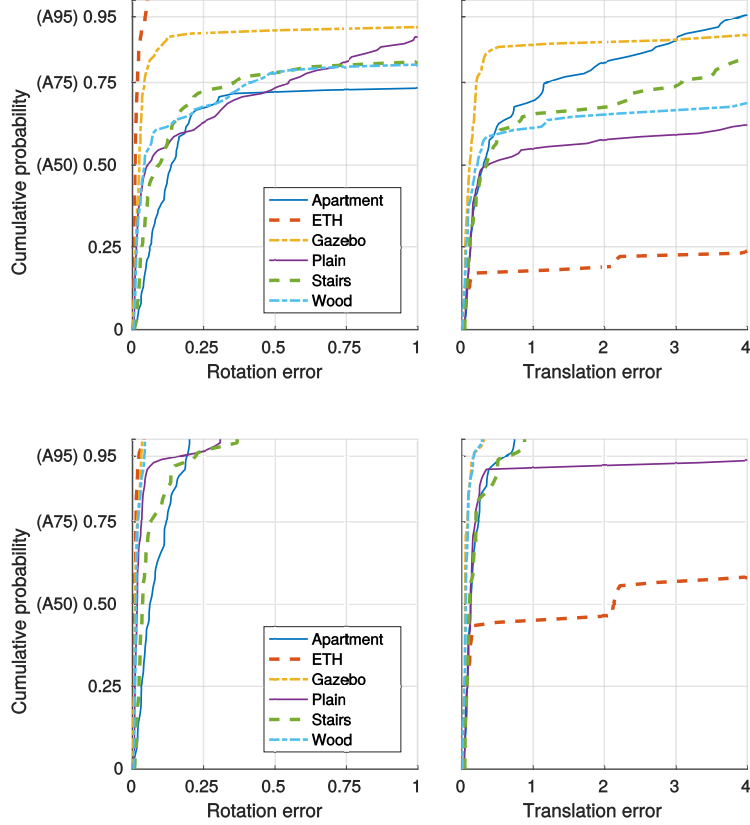 (A95) 0.95
(A75) 0.75
(A50) 0.50
0.25
0
Cumulative probability
0 0.25 0.5 0.75 1
Rotation error
Apartment
ETH
Gazebo
Plain
Stairs
Wood
0 1 2 3 4
Translation error
(A95) 0.95
(A75) 0.75
(A50) 0.50
0.25
0
Cumulative probability
0 0.25 0.5 0.75 1
Rotation error
Apartment
ETH
Gazebo
Plain
Stairs
Wood
0 1 2 3 4
Translation error